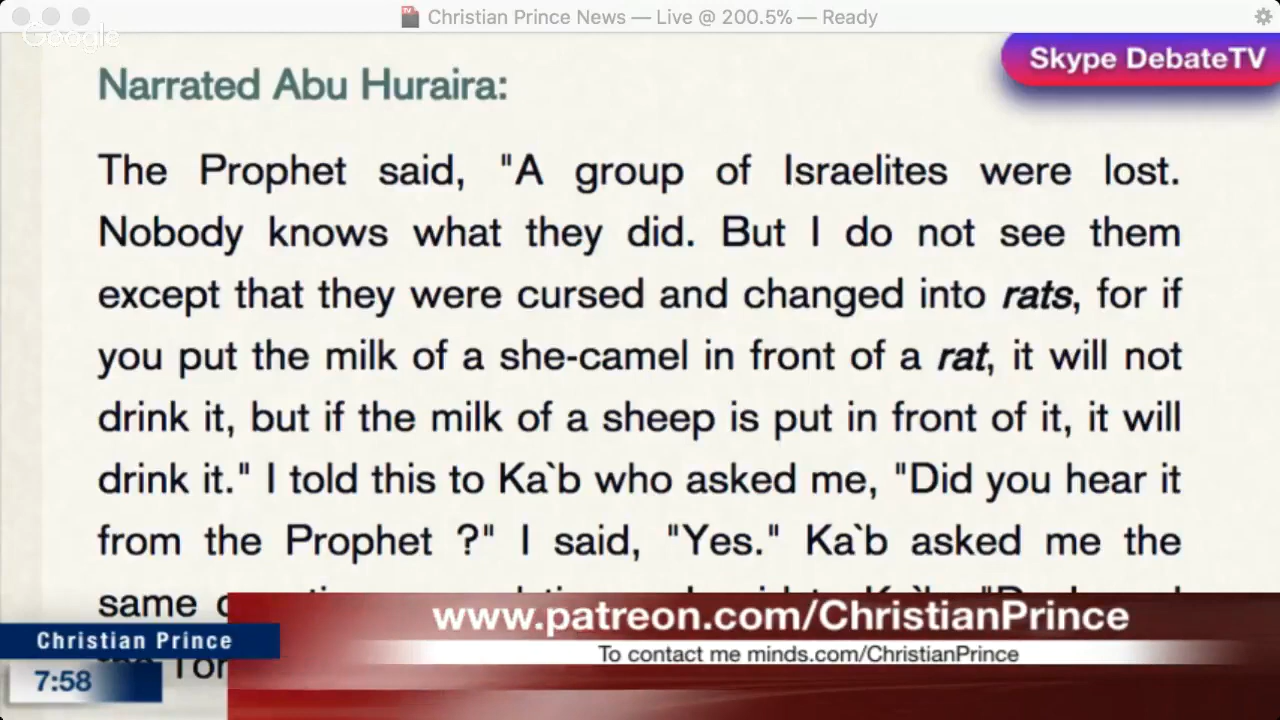 Christian Prince News — Live @ 200.5% — Ready
Google
Skype DebateTV
Narrated Abu Huraira:
The Prophet said, "A group of Israelites were lost.
Nobody knows what they did. But I do not see them
except that they were cursed and changed into rats, for if
you put the milk of a she-camel in front of a rat, it will not
drink it, but if the milk of a sheep is put in front of it, it will
drink it." I told this to Ka`b who asked me, "Did you hear it
from the Prophet ?" I said, "Yes." Ka`b asked me the
same
www.patreon.com/ChristianPrince
Christian Prince
To contact me minds.com/ChristianPrince
7:58